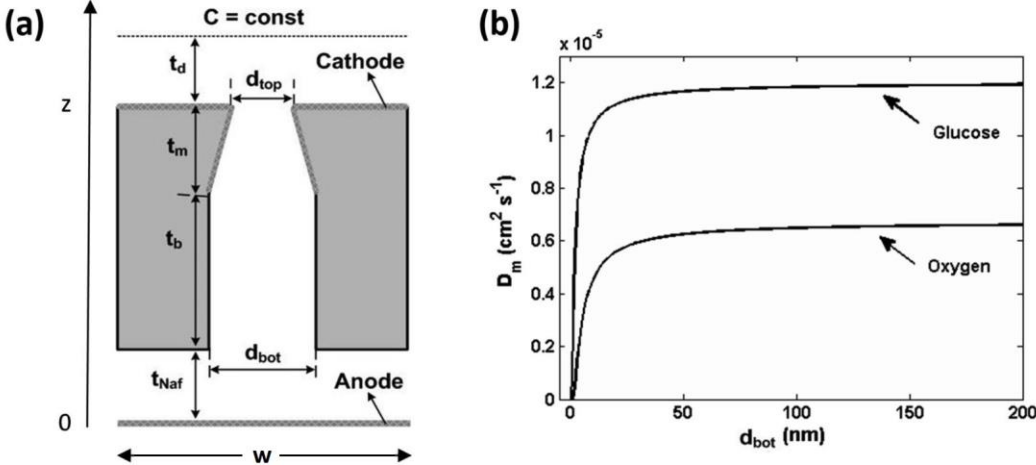 (a)
C = const
t_d
Cathode
d_top
z
t_m
t_b
d_bot
t_Naf
Anode
0
w
(b)
x 10^-5
1.2
1
0.8
0.6
0.4
0.2
0
D_m (cm^2 s^-1)
Glucose
Oxygen
0
50
100
150
200
d_bot (nm)